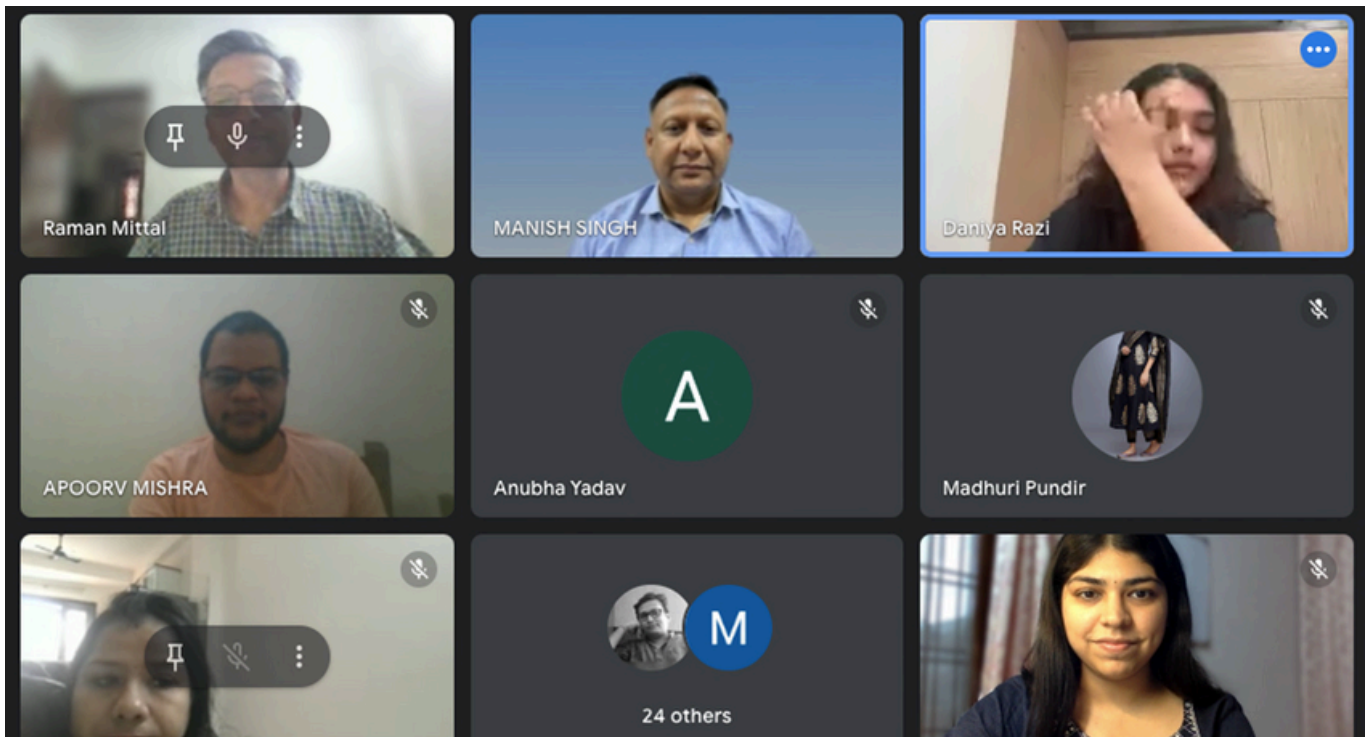 Raman Mittal
MANISH SINGH
Daniya Razi
APOORV MISHRA
A
Anubha Yadav
Madhuri Pundir
M
24 others